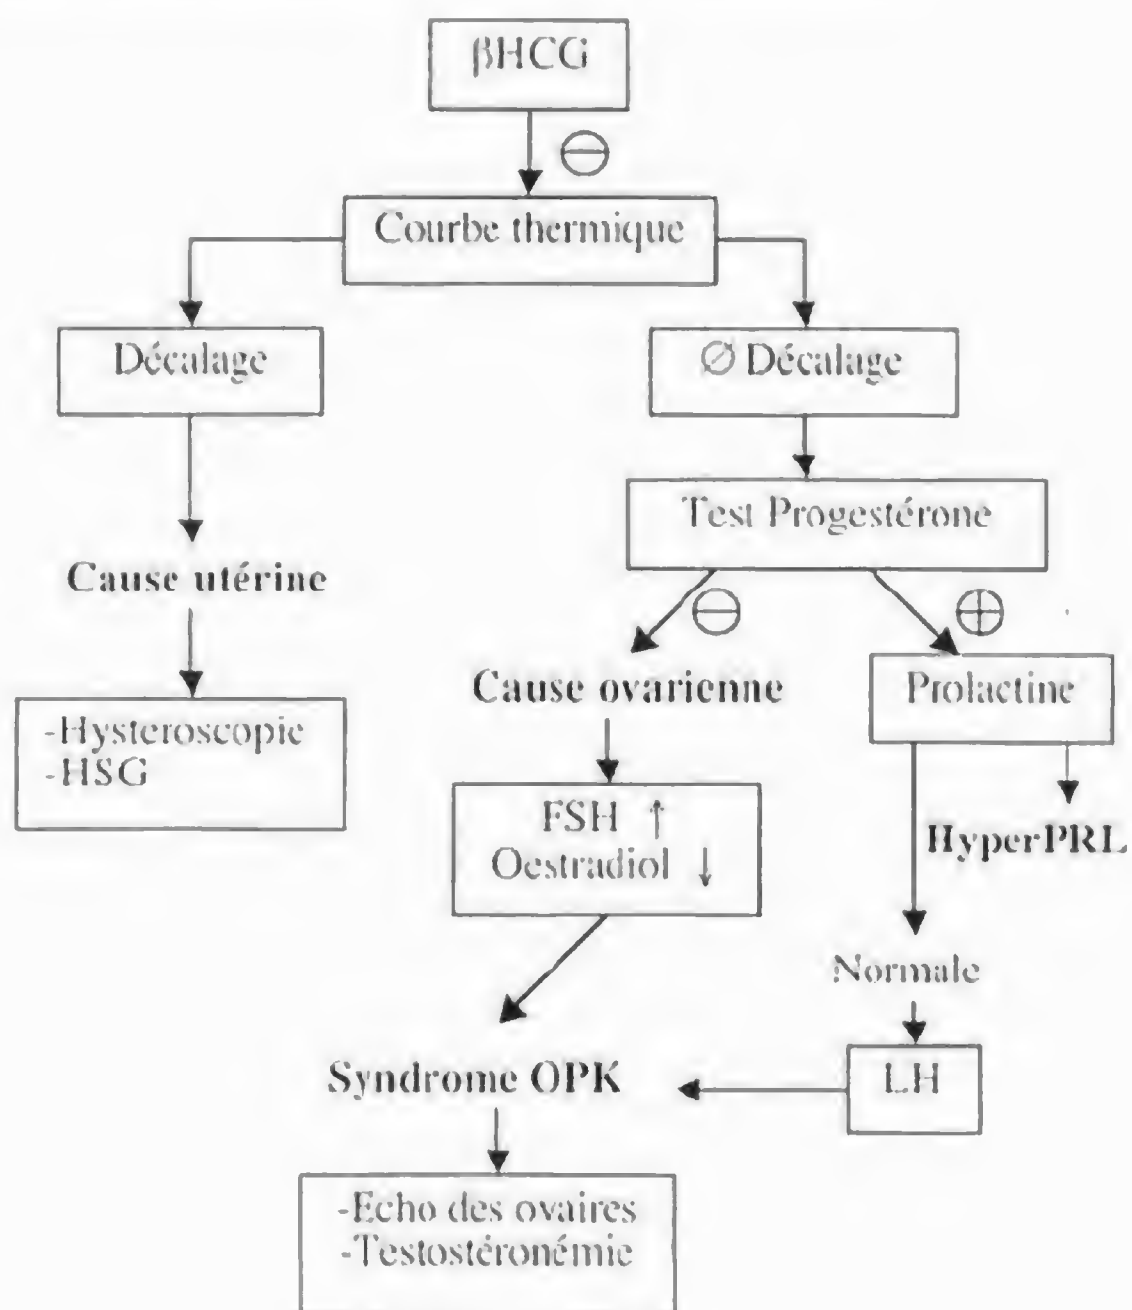 βHCG
⊖
Courbe thermique
Décalage
Ø Décalage
Test Progestérone
Cause utérine
⊖
⊕
Cause ovarienne
Prolactine
-Hysteroscopie
-HSG
FSH ↑
Oestradiol ↓
HyperPRL
Normale
Syndrome OPK
LH
-Echo des ovaires
-Testostéronémie